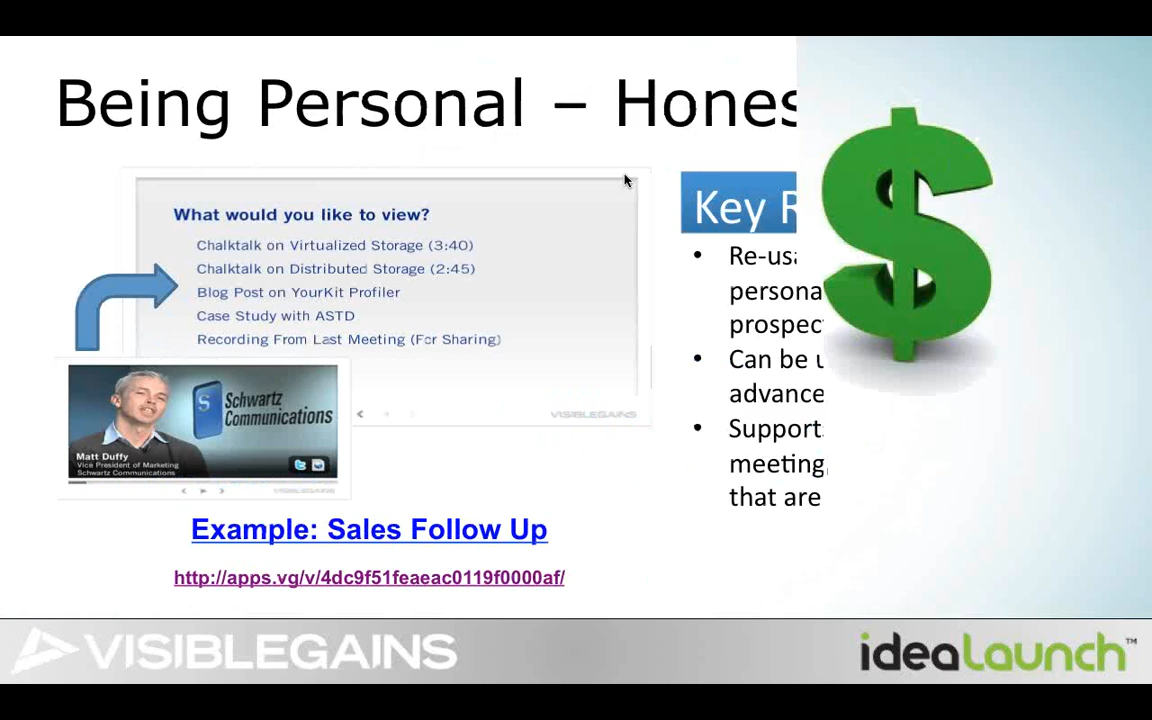 Being Personal – Hones
What would you like to view?
Chalktalk on Virtualized Storage (3:40)
Chalktalk on Distributed Storage (2:45)
Blog Post on YourKit Profiler
Case Study with ASTD
Recording From Last Meeting (For Sharing)
VISIBLEGAINS
Schwartz
Communications
Matt Duffy
Vice President of Marketing
Schwartz Communications
VISIBLEGAINS
Example: Sales Follow Up
http://apps.vg/v/4dc9f51feaeac0119f0000af/
Key R
• Re-usa
persona
prospec
• Can be u
advance
• Support
meeting,
that are
$
VISIBLEGAINS
idealaunch™